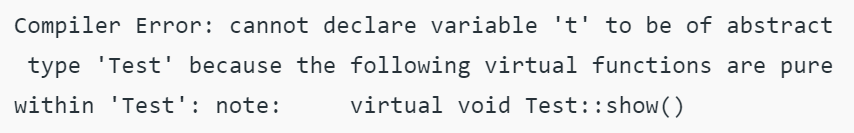 Compiler Error: cannot declare variable 't' to be of abstract
type 'Test' because the following virtual functions are pure
within 'Test': note:     virtual void Test::show()